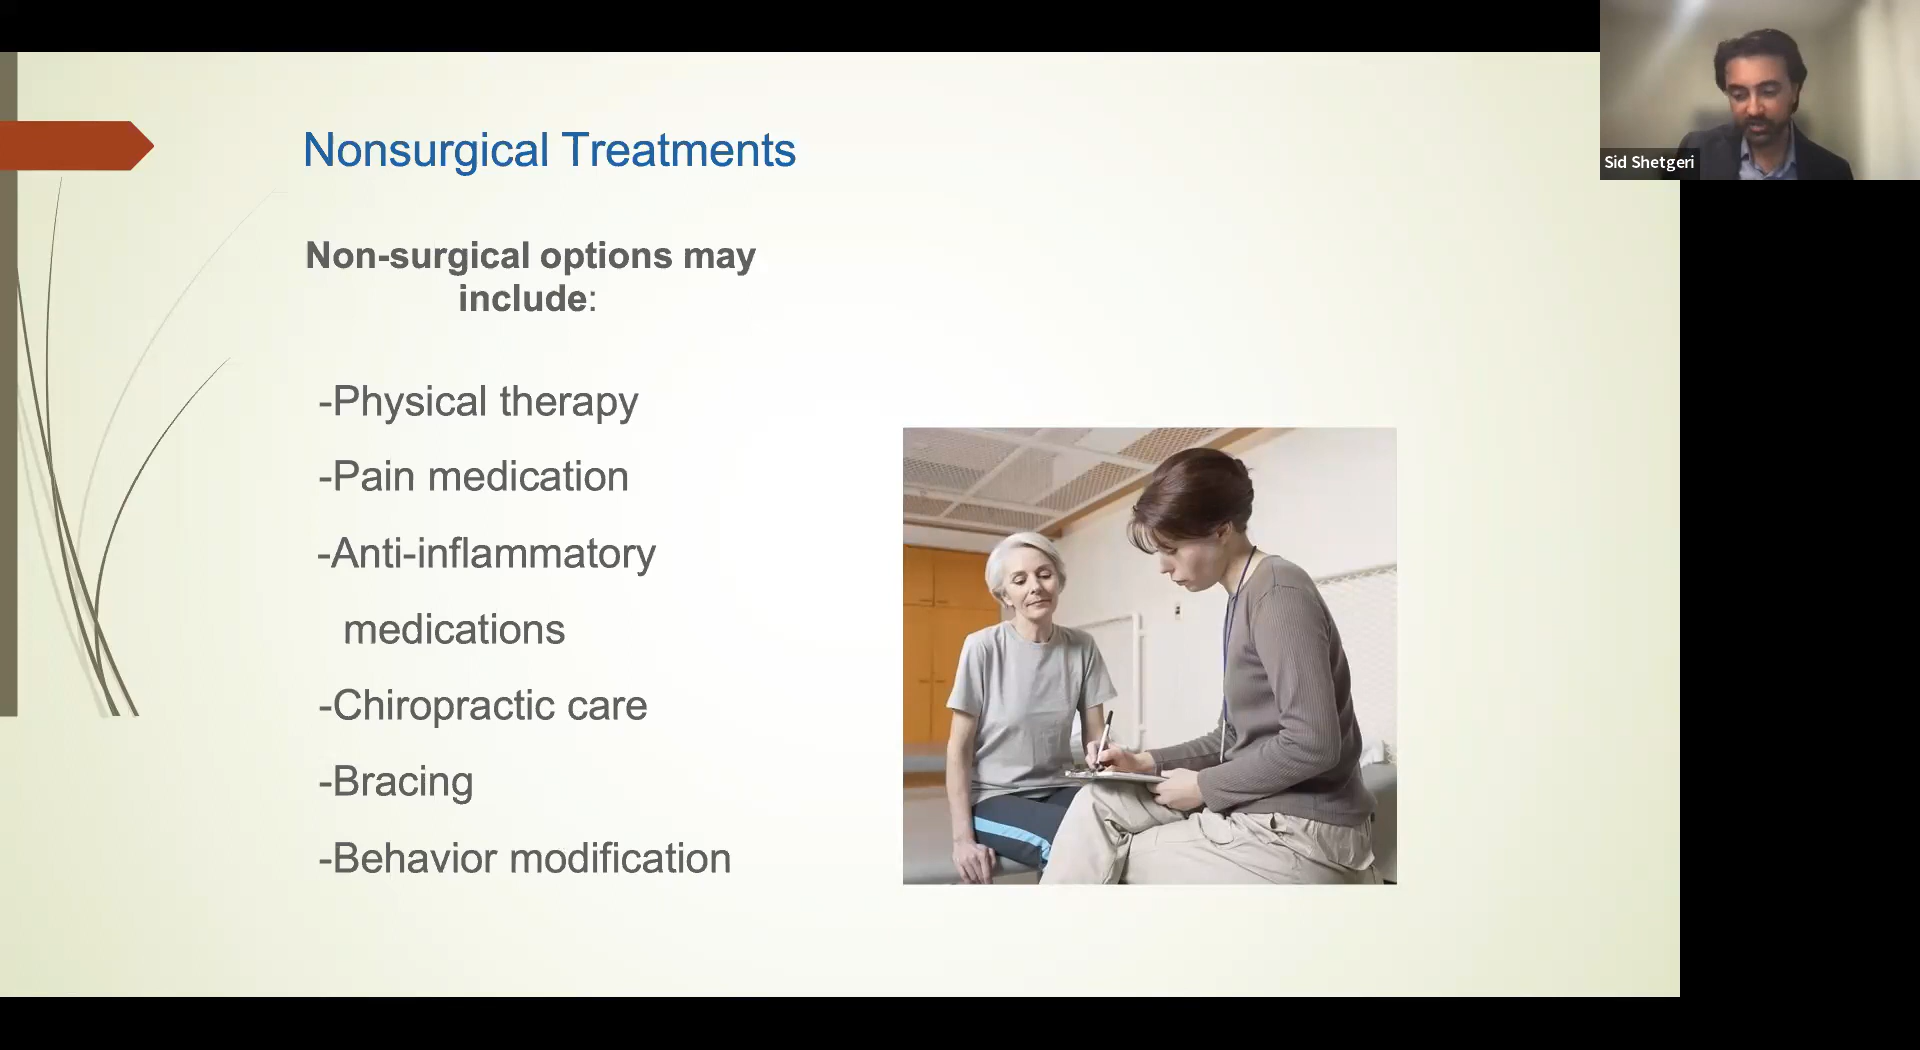 Nonsurgical Treatments
Non-surgical options may
include:
-Physical therapy
-Pain medication
-Anti-inflammatory
medications
-Chiropractic care
-Bracing
-Behavior modification
Sid Shetgeri